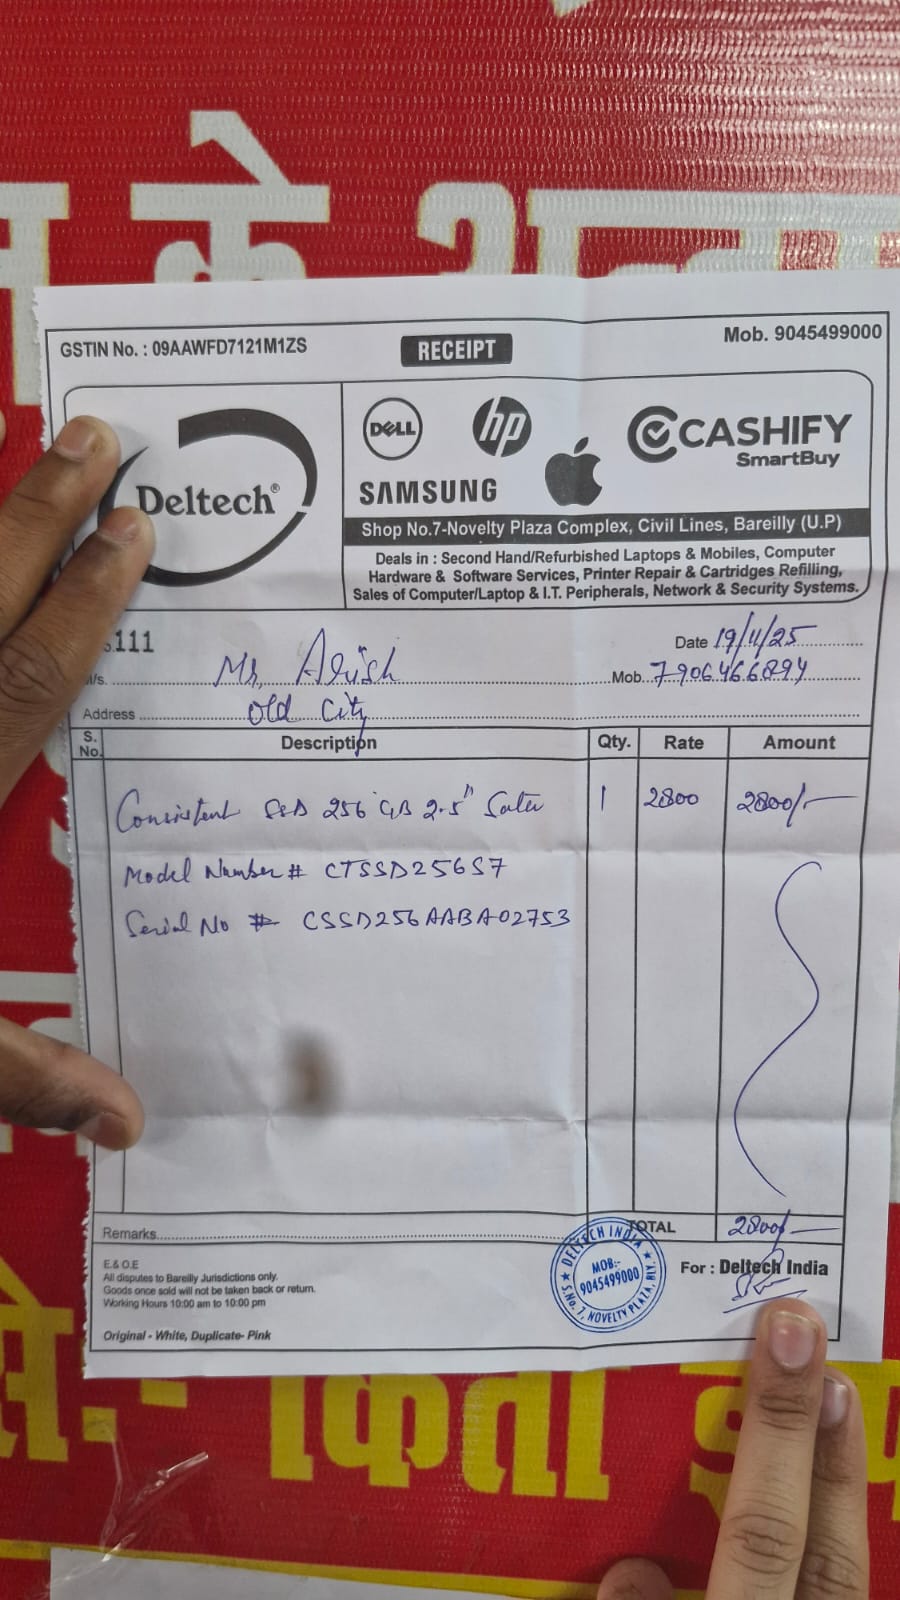 न के अन्य
GSTIN No. : 09AAWFD7121M1ZS
RECEIPT
Mob. 9045499000
Deltech®
DELL
hp
CASHIFY
SmartBuy
SAMSUNG
Shop No.7-Novelty Plaza Complex, Civil Lines, Bareilly (U.P)
Deals in : Second Hand/Refurbished Laptops & Mobiles, Computer
Hardware & Software Services, Printer Repair & Cartridges Refilling,
Sales of Computer/Laptop & I.T. Peripherals, Network & Security Systems.
111
Date 19/11/25
M/s. Mr. Arish Mob. 7906466894
Address Old City
S. No. Description Qty. Rate Amount
Consistent SSD 256 GB 2.5" Sata 1 2800 2800/-
Model Number # CTSSD256S7
Serial No # CSSD256AABA02753
Remarks TOTAL 2800/-
E.& O.E
All disputes to Bareilly Jurisdictions only.
Goods once sold will not be taken back or return.
Working Hours 10:00 am to 10:00 pm
Original - White, Duplicate- Pink
DELTECH INDIA
MOB:-
9045499000
S.No. 7, NOVELTY PLAZA, BLY.
For : Deltech India
से:- किता